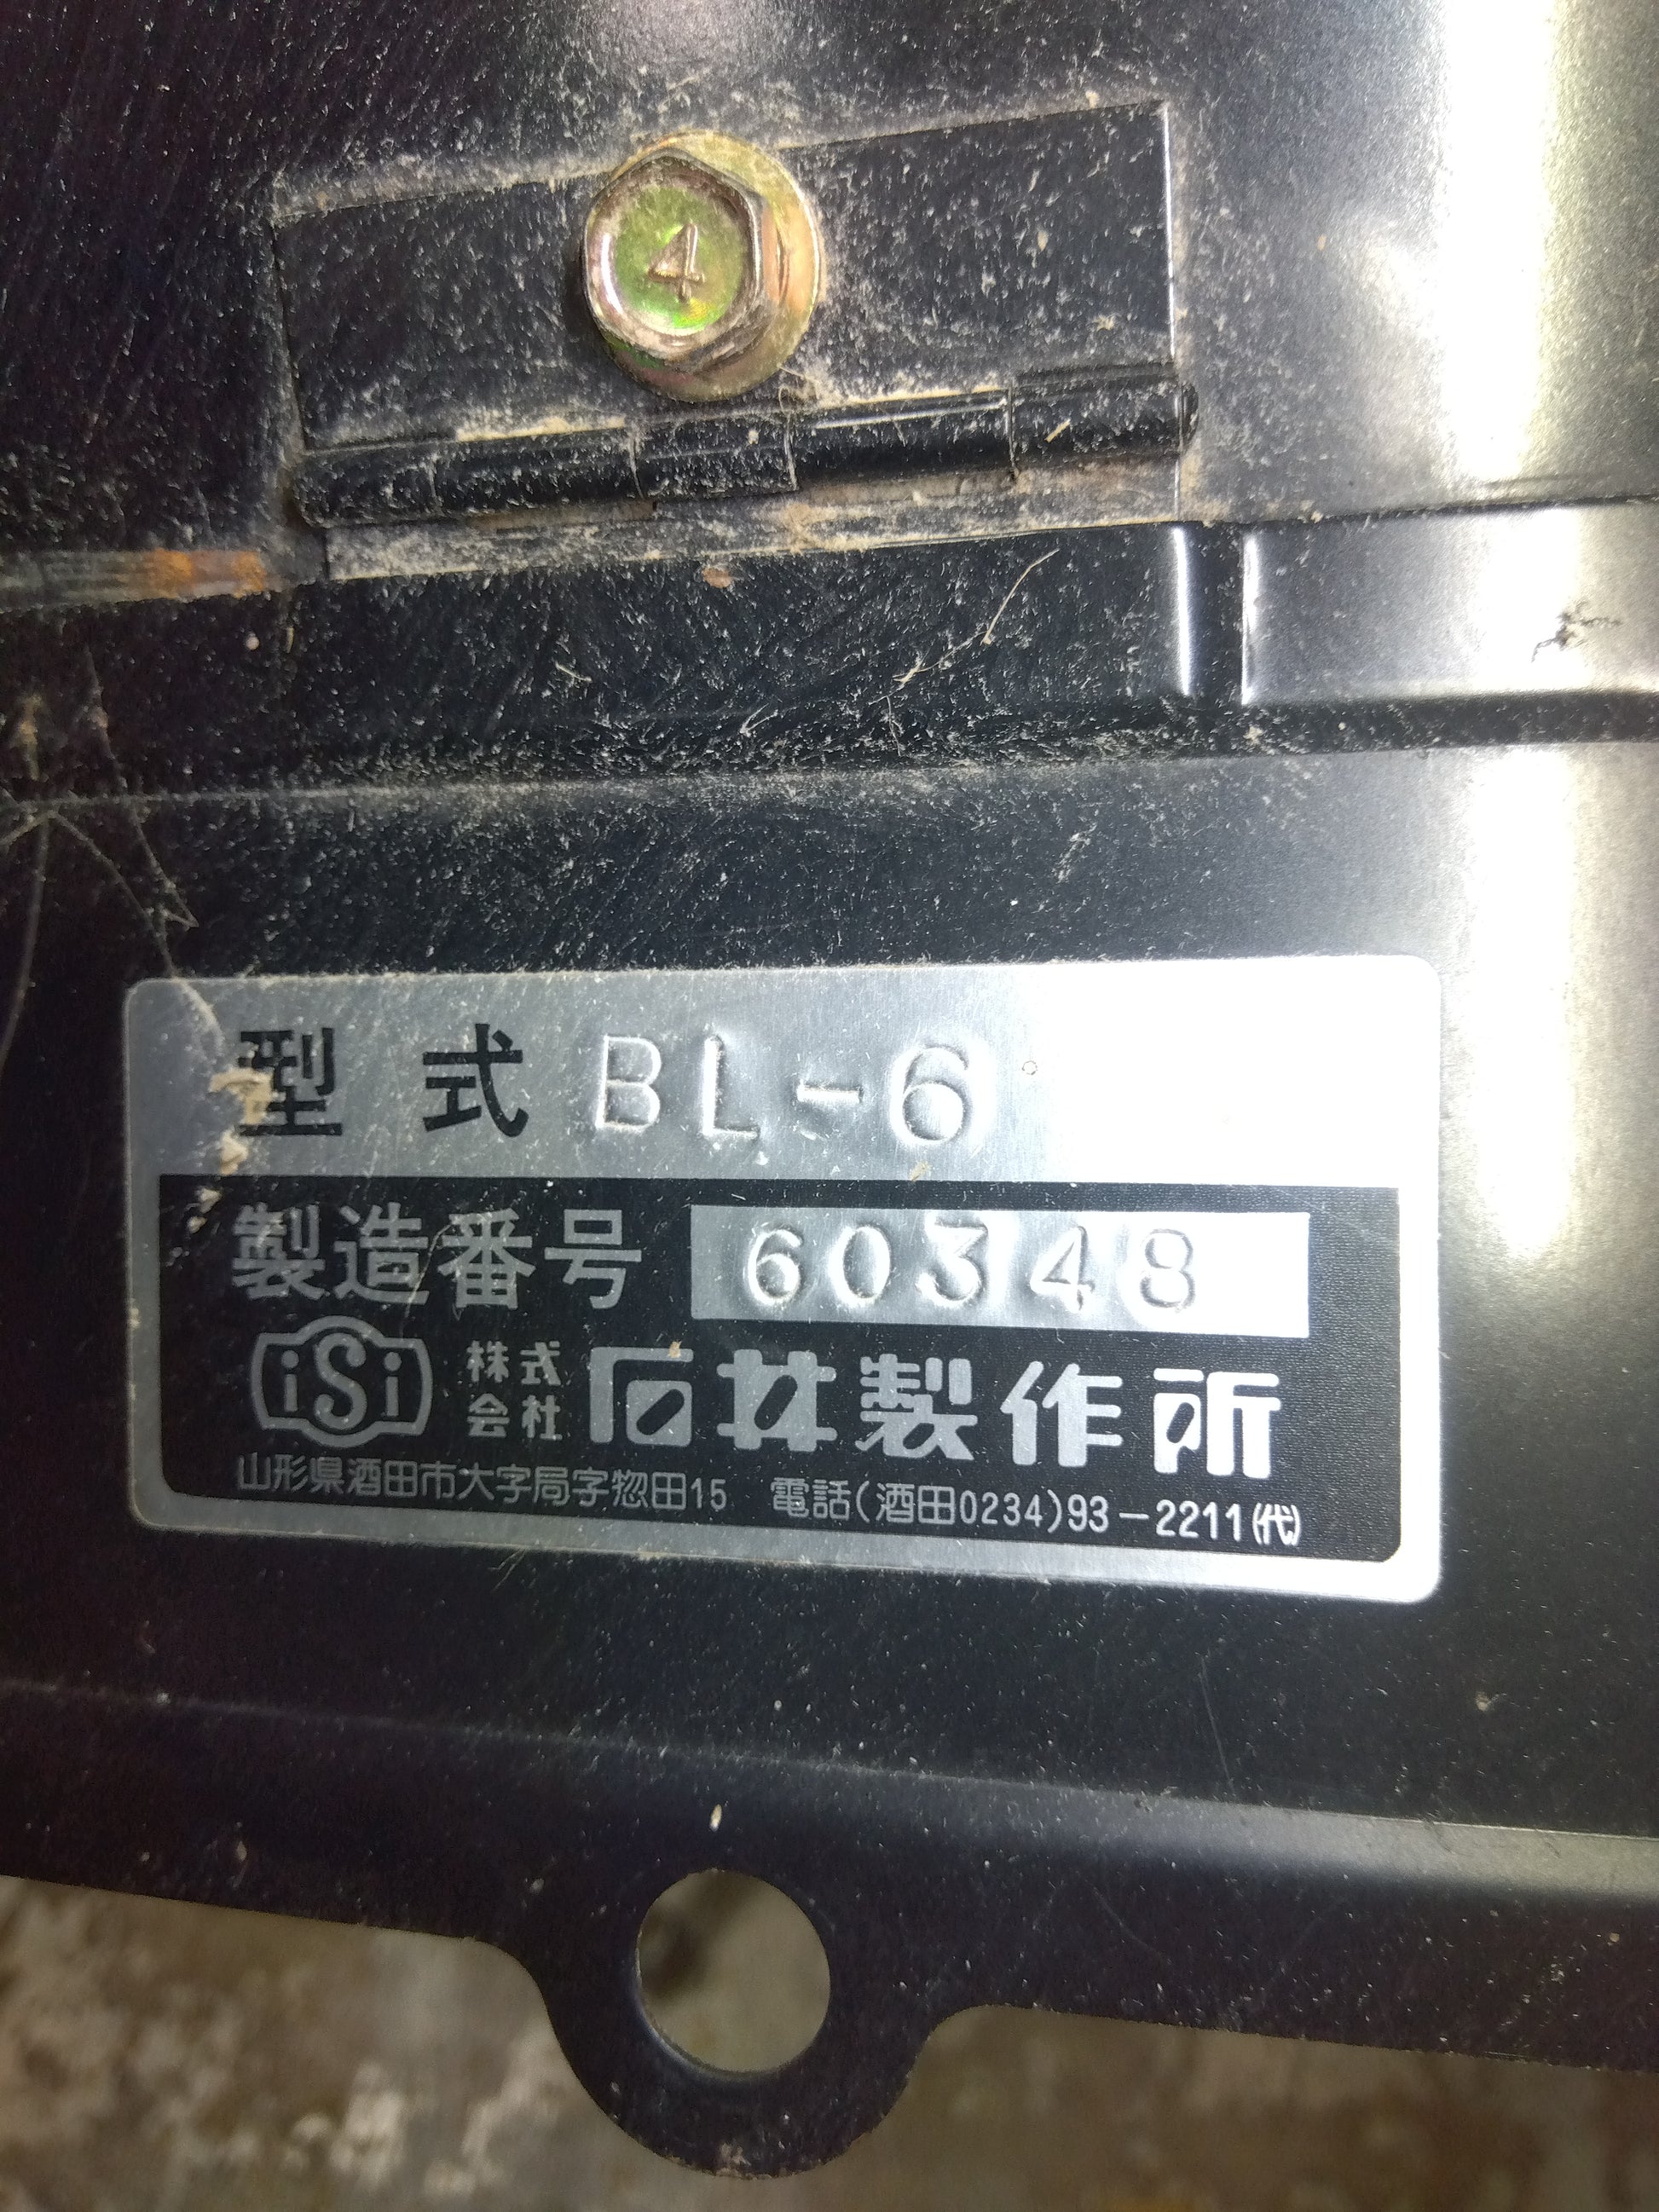 4
型式 BL-6
製造番号 60348
iSi 株式会社 石井製作所
山形県酒田市大字局字惣田15 電話(酒田0234)93-2211(代)